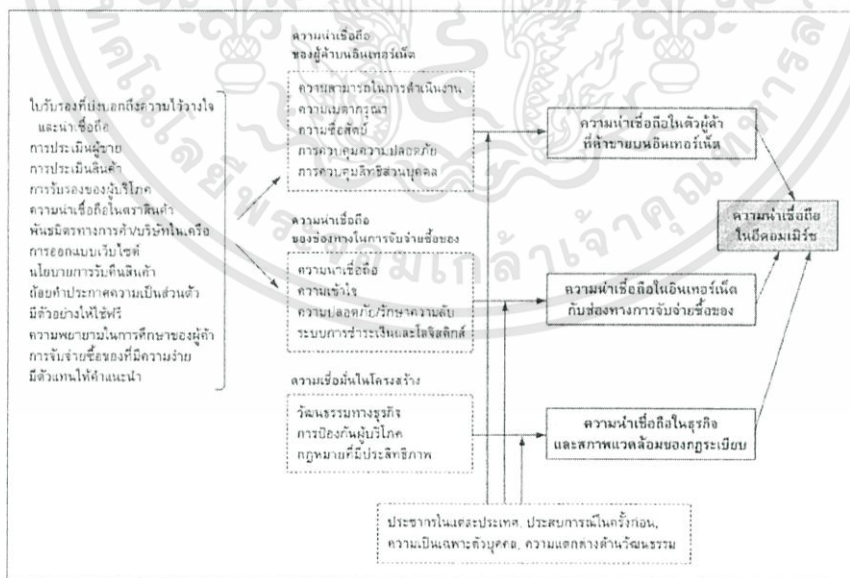 ใบรับรองที่บ่งบอกถึงความไว้วางใจ
และน่าเชื่อถือ
การประเมินผู้ขาย
การประเมินสินค้า
การรับรองของผู้บริโภค
ความน่าเชื่อถือในตราสินค้า
พันธมิตรทางการค้า/บริษัทในเครือ
การออกแบบเว็บไซต์
นโยบายการรับคืนสินค้า
ถ้อยคำประกาศความเป็นส่วนตัว
มีตัวอย่างให้ใช้ฟรี
ความพยายามในการศึกษาของผู้ค้า
การจับจ่ายซื้อของที่มีความง่าย
มีตัวแทนให้คำแนะนำ
ความน่าเชื่อถือ
ของผู้ค้าบนอินเทอร์เน็ต
ความสามารถในการดำเนินงาน
ความเมตากรุณา
ความซื่อสัตย์
การควบคุมความปลอดภัย
การควบคุมสิทธิส่วนบุคคล
ความน่าเชื่อถือ
ของช่องทางในการจับจ่ายซื้อของ
ความน่าเชื่อถือ
ความเข้าใจ
ความปลอดภัย/รักษาความลับ
ระบบการชำระเงินและโลจิสติกส์
ความเชื่อมั่นในโครงสร้าง
วัฒนธรรมทางธุรกิจ
การป้องกันผู้บริโภค
กฎหมายที่มีประสิทธิภาพ
ความน่าเชื่อถือในตัวผู้ค้า
ที่ค้าขายบนอินเทอร์เน็ต
ความน่าเชื่อถือในอินเทอร์เน็ต
กับช่องทางการจับจ่ายซื้อของ
ความน่าเชื่อถือในธุรกิจ
และสภาพแวดล้อมของกฎระเบียบ
ความน่าเชื่อถือ
ในอีคอมเมิร์ซ
ประชากรในแต่ละประเทศ, ประสบการณ์ในครั้งก่อน,
ความเป็นเฉพาะตัวบุคคล, ความแตกต่างด้านวัฒนธรรม